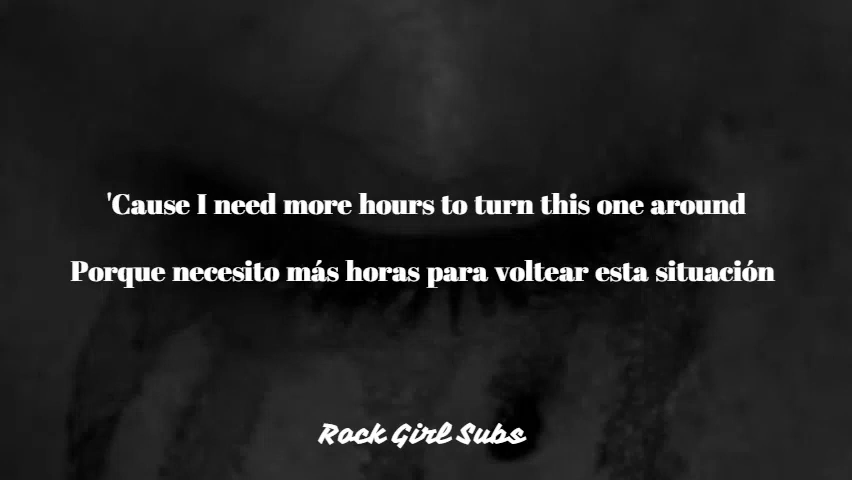 'Cause I need more hours to turn this one around
Porque necesito más horas para voltear esta situación
Rock Girl Subs